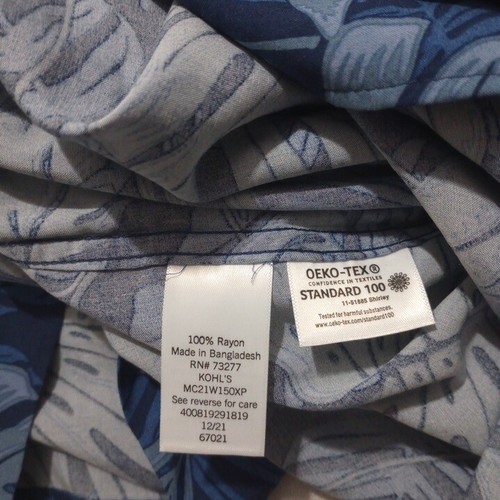 100% Rayon
Made in Bangladesh
RN# 73277
KOHL'S
MC21W150XP
See reverse for care
400819291819
12/21
67021
OEKO-TEX®
CONFIDENCE IN TEXTILES
STANDARD 100
11-51885 Shirley
Tested for harmful substances.
www.oeko-tex.com/standard100